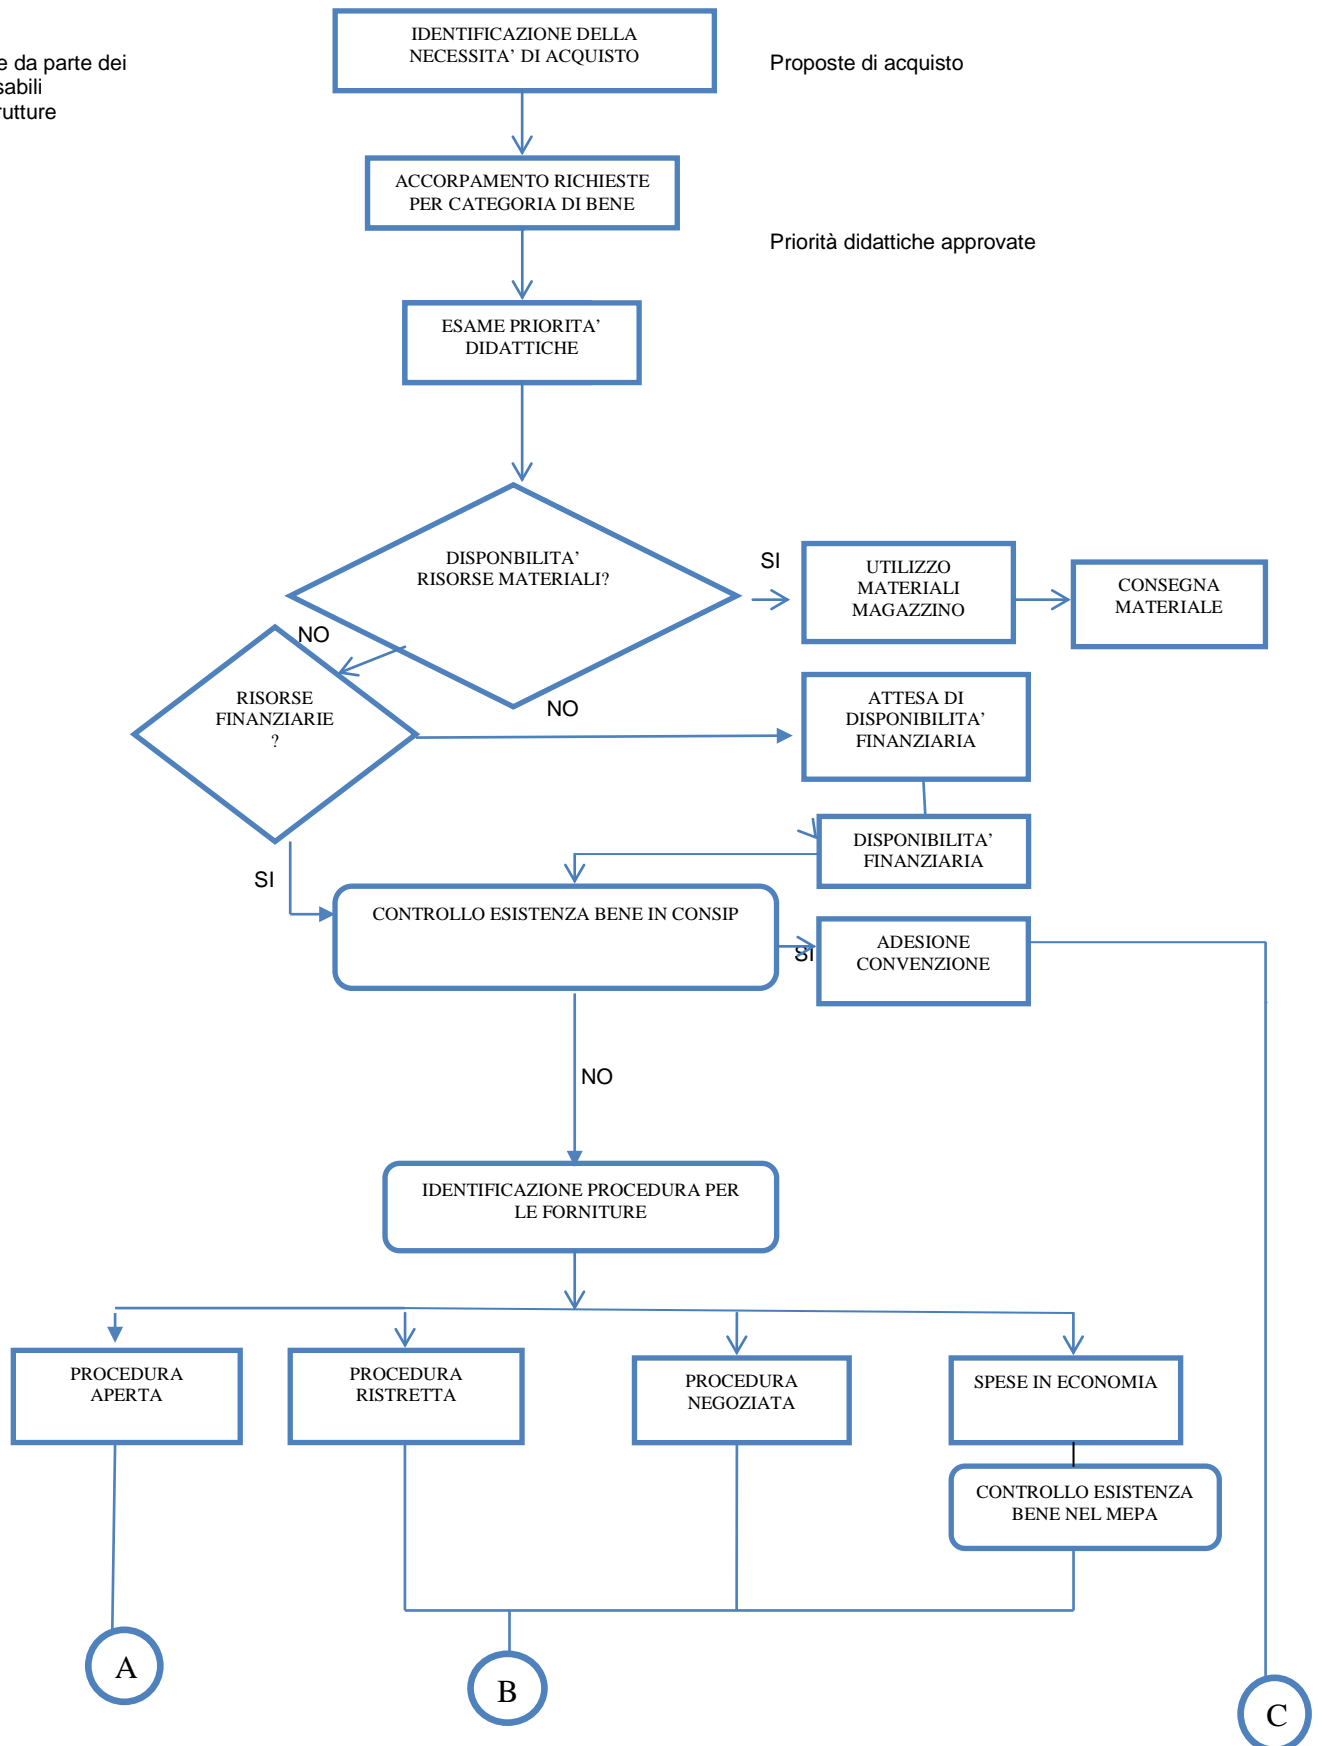 IDENTIFICAZIONE DELLA
NECESSITA’ DI ACQUISTO
e da parte dei
sabili
rutture
Proposte di acquisto
ACCORPAMENTO RICHIESTE
PER CATEGORIA DI BENE
Priorità didattiche approvate
ESAME PRIORITA’
DIDATTICHE
DISPONBILITA’
RISORSE MATERIALI?
SI
UTILIZZO
MATERIALI
MAGAZZINO
CONSEGNA
MATERIALE
NO
RISORSE
FINANZIARIE
?
NO
ATTESA DI
DISPONIBILITA’
FINANZIARIA
DISPONIBILITA’
FINANZIARIA
SI
CONTROLLO ESISTENZA BENE IN CONSIP
SI
ADESIONE
CONVENZIONE
NO
IDENTIFICAZIONE PROCEDURA PER
LE FORNITURE
PROCEDURA
APERTA
PROCEDURA
RISTRETTA
PROCEDURA
NEGOZIATA
SPESE IN ECONOMIA
CONTROLLO ESISTENZA
BENE NEL MEPA
A
B
C